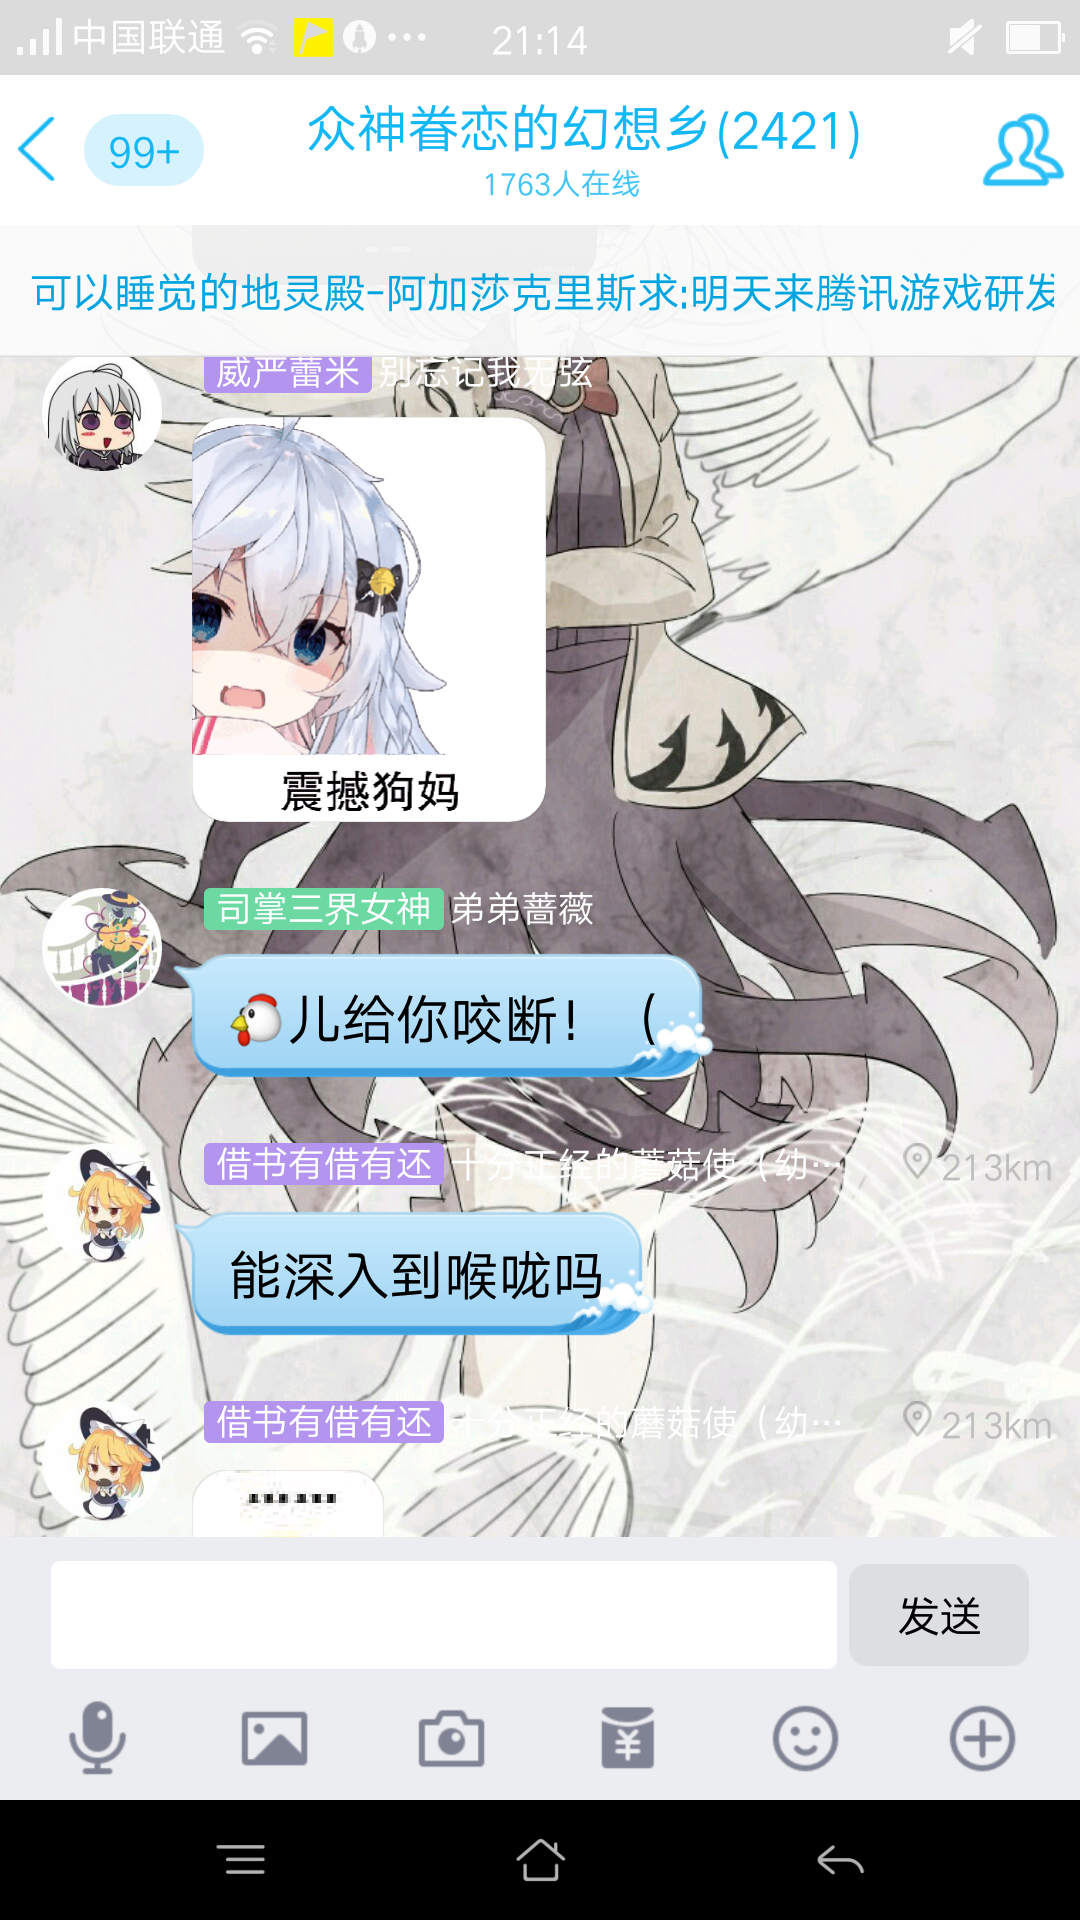 中国联通
21:14
99+
众神眷恋的幻想乡(2421)
1763人在线
可以睡觉的地灵殿-阿加莎克里斯求:明天来腾讯游戏研发
威严蕾米 别忘记我无弦
震撼狗妈
司掌三界女神 弟弟蔷薇
🐔儿给你咬断! (
借书有借有还 十分正经的蘑菇使（幼… 213km
能深入到喉咙吗
借书有借有还 十分正经的蘑菇使（幼… 213km
发送